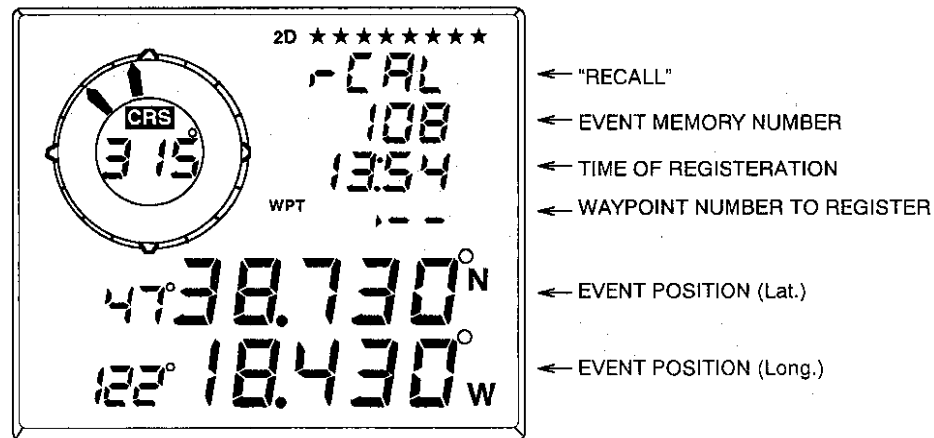 2D ★★★★★★★★
rCAL ← "RECALL"
CRS 108 ← EVENT MEMORY NUMBER
315° 13:54 ← TIME OF REGISTERATION
WPT --- ← WAYPOINT NUMBER TO REGISTER
47° 38.730° N ← EVENT POSITION (Lat.)
122° 18.430° W ← EVENT POSITION (Long.)